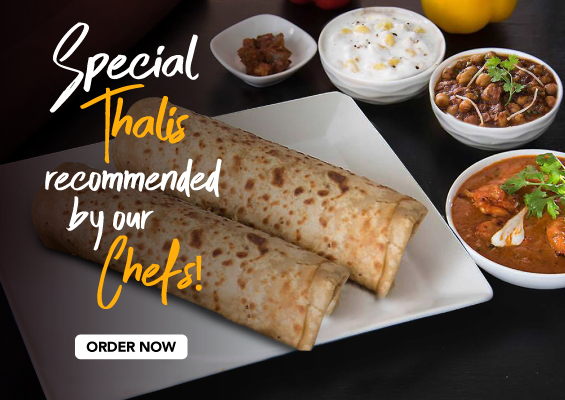 Special
Thalis
recommended
by our
Chefs!
ORDER NOW